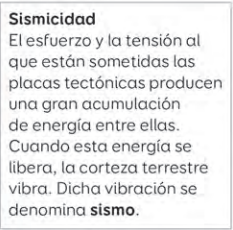 Sismicidad
El esfuerzo y la tensión al
que están sometidas las
placas tectónicas producen
una gran acumulación
de energía entre ellas.
Cuando esta energía se
libera, la corteza terrestre
vibra. Dicha vibración se
denomina sismo.